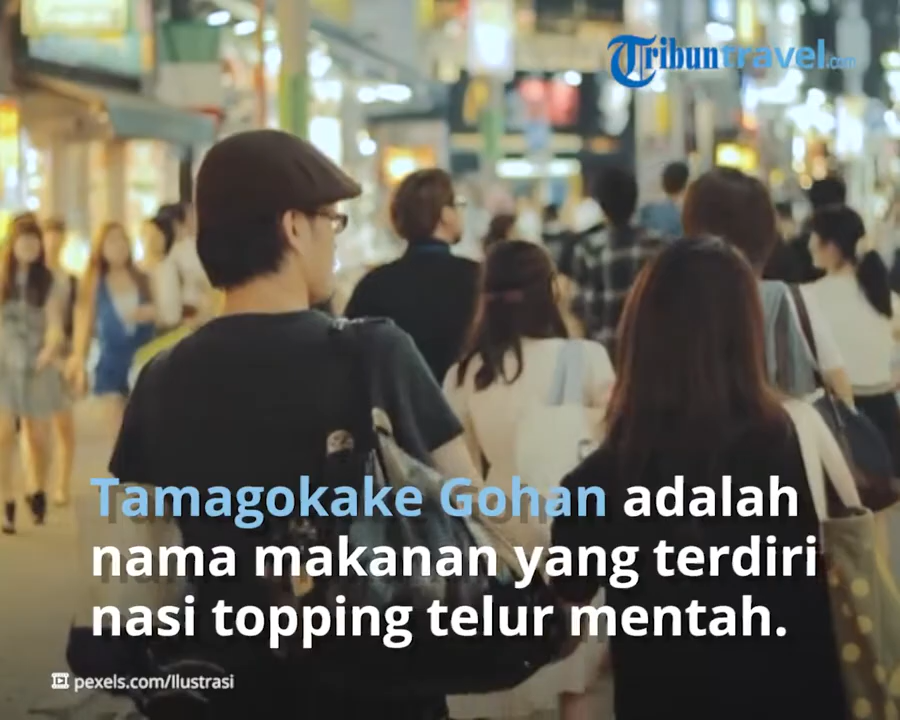 Tribuntravel.com
Tamagokake Gohan adalah
nama makanan yang terdiri
nasi topping telur mentah.
pexels.com/Ilustrasi